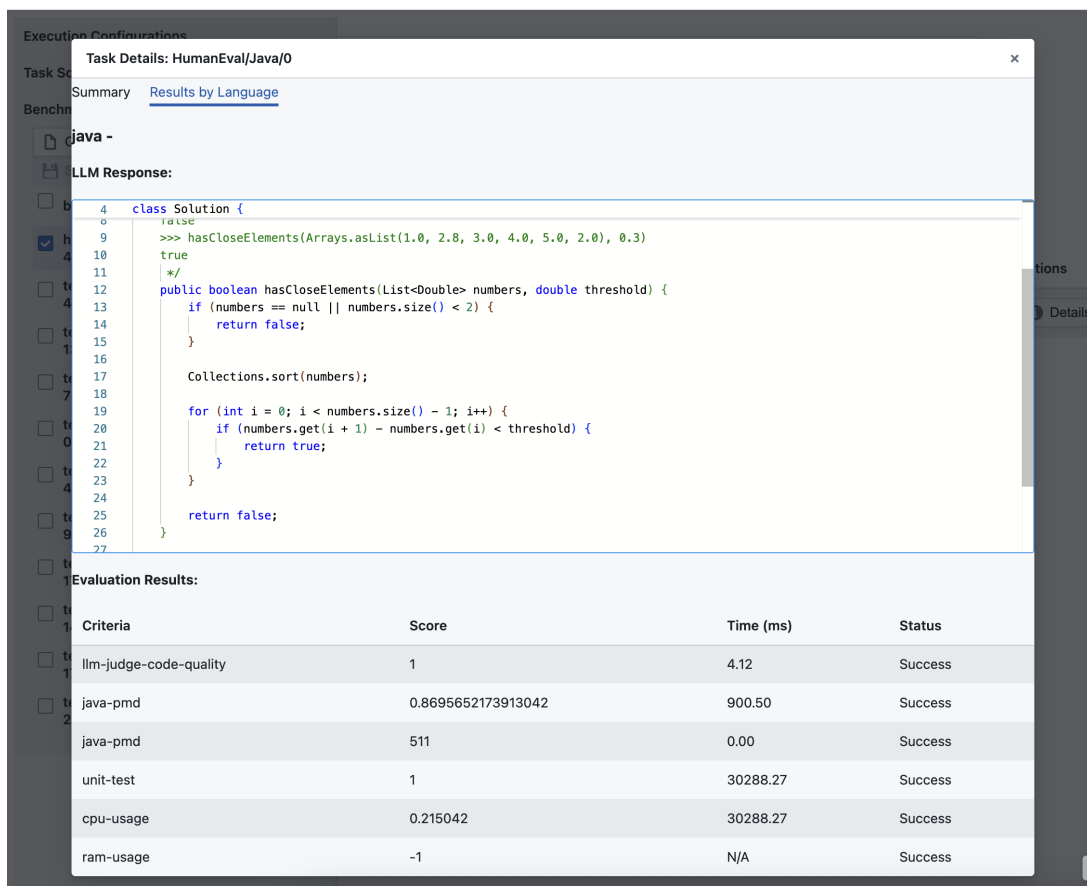 Execution Configurations
Task Details: HumanEval/Java/0 ×
Task
Summary Results by Language
java -
LLM Response:
4 class Solution {
8 false
9 >>> hasCloseElements(Arrays.asList(1.0, 2.8, 3.0, 4.0, 5.0, 2.0), 0.3)
10 true
11 */
12 public boolean hasCloseElements(List<Double> numbers, double threshold) {
13 if (numbers == null || numbers.size() < 2) {
14 return false;
15 }
16
17 Collections.sort(numbers);
18
19 for (int i = 0; i < numbers.size() - 1; i++) {
20 if (numbers.get(i + 1) - numbers.get(i) < threshold) {
21 return true;
22 }
23 }
24
25 return false;
26 }
27
tions
Details
Evaluation Results:
Criteria Score Time (ms) Status
llm-judge-code-quality 1 4.12 Success
java-pmd 0.8695652173913042 900.50 Success
java-pmd 511 0.00 Success
unit-test 1 30288.27 Success
cpu-usage 0.215042 30288.27 Success
ram-usage -1 N/A Success